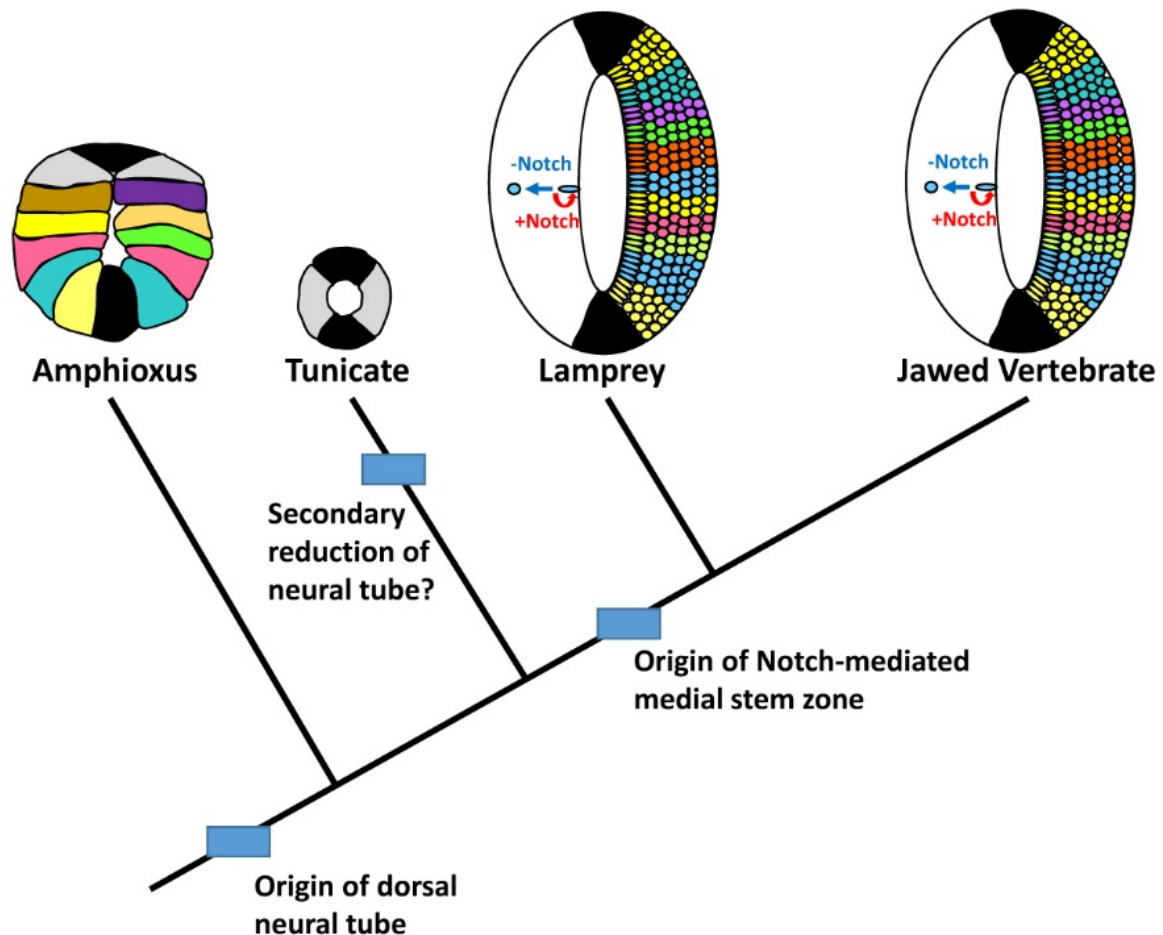 -Notch
+Notch
-Notch
+Notch
Amphioxus
Tunicate
Lamprey
Jawed Vertebrate
Secondary
reduction of
neural tube?
Origin of Notch-mediated
medial stem zone
Origin of dorsal
neural tube